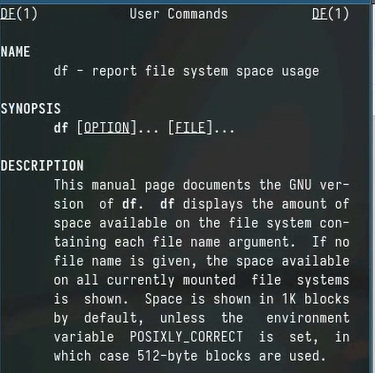 DF(1) User Commands DF(1)
NAME
df - report file system space usage
SYNOPSIS
df [OPTION]... [FILE]...
DESCRIPTION
This manual page documents the GNU ver-
sion of df. df displays the amount of
space available on the file system con-
taining each file name argument. If no
file name is given, the space available
on all currently mounted file systems
is shown. Space is shown in 1K blocks
by default, unless the environment
variable POSIXLY_CORRECT is set, in
which case 512-byte blocks are used.